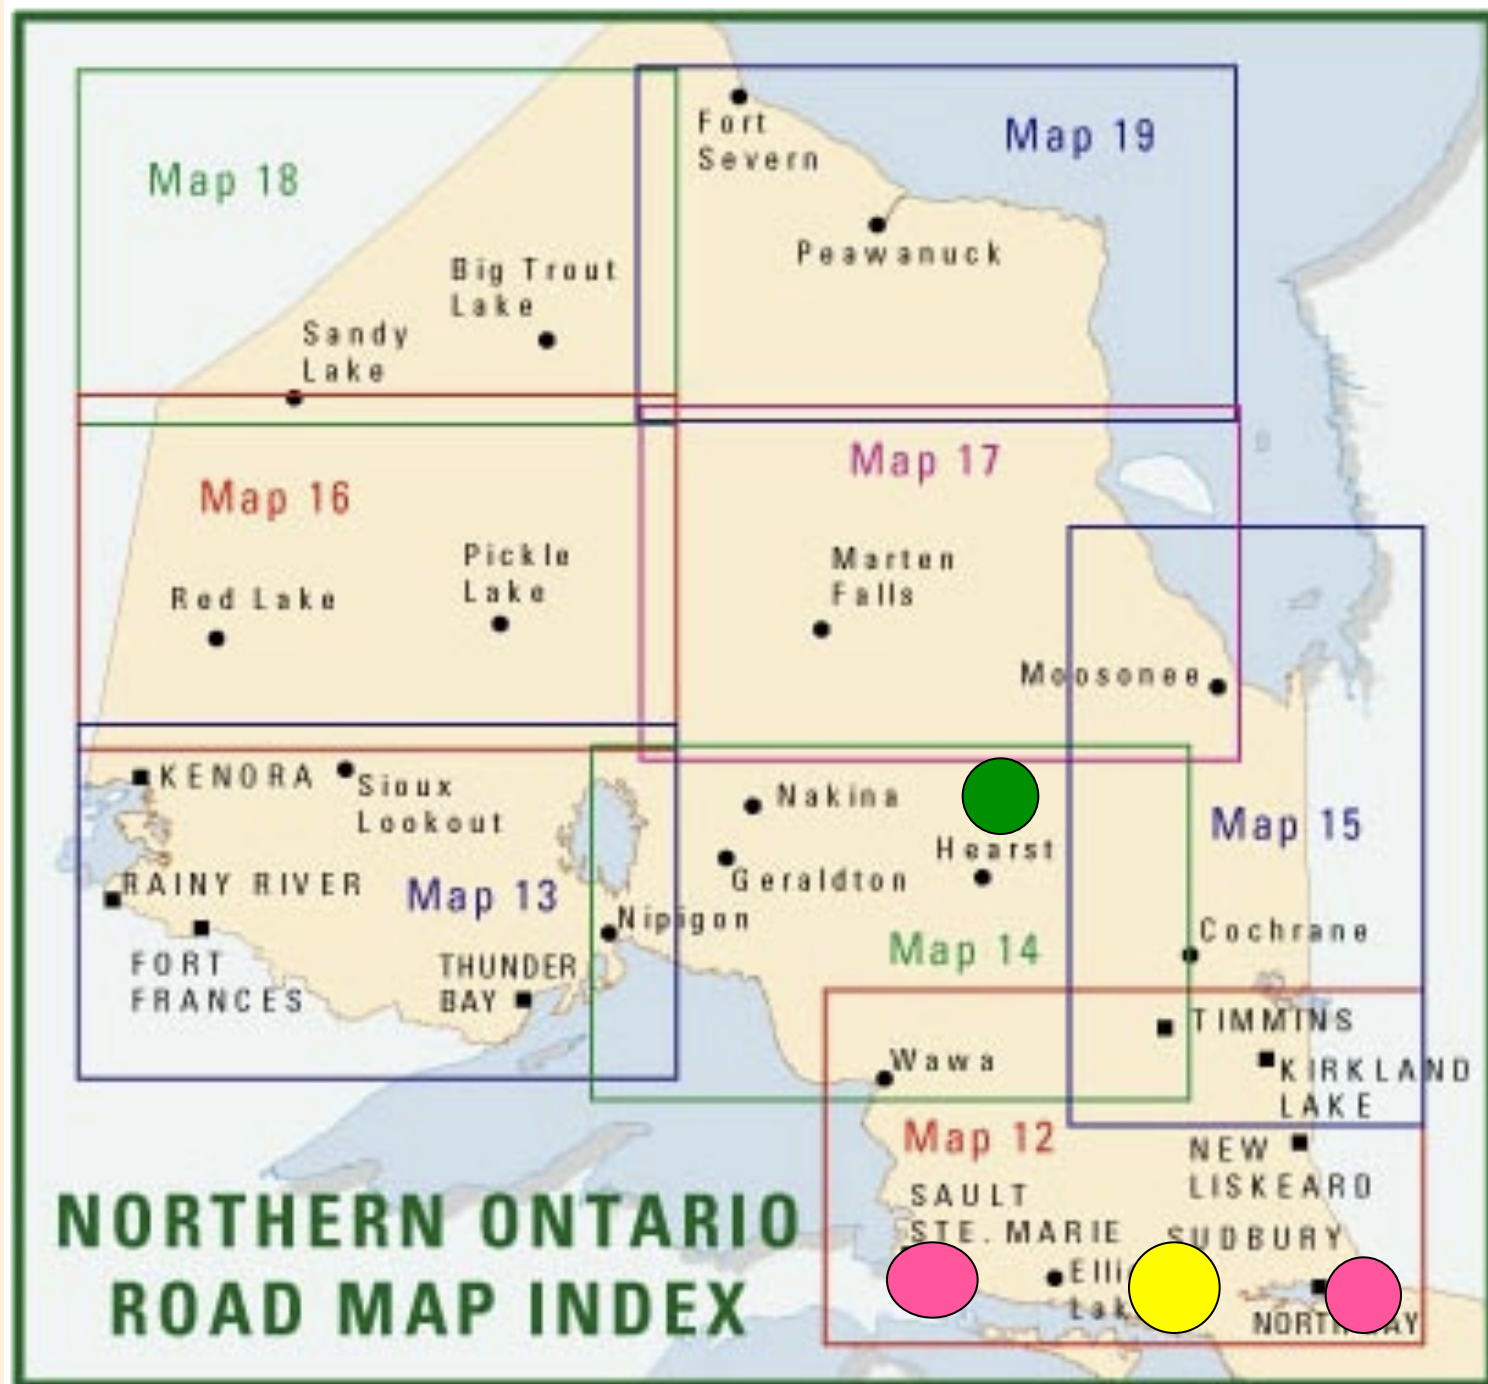 Map 18
Map 19
Fort
Severn
Peawanuck
Big Trout
Lake
Sandy
Lake
Map 16
Map 17
Pickle
Lake
Red Lake
Marten
Falls
Moosonee
KENORA
Sioux
Lookout
Nakina
Map 15
Hearst
RAINY RIVER
Geraldton
Map 13
Nipigon
Cochrane
Map 14
FORT
FRANCES
THUNDER
BAY
TIMMINS
Wawa
KIRKLAND
LAKE
Map 12
NEW
LISKEARD
SAULT
STE. MARIE
SUDBURY
NORTHERN ONTARIO
ROAD MAP INDEX